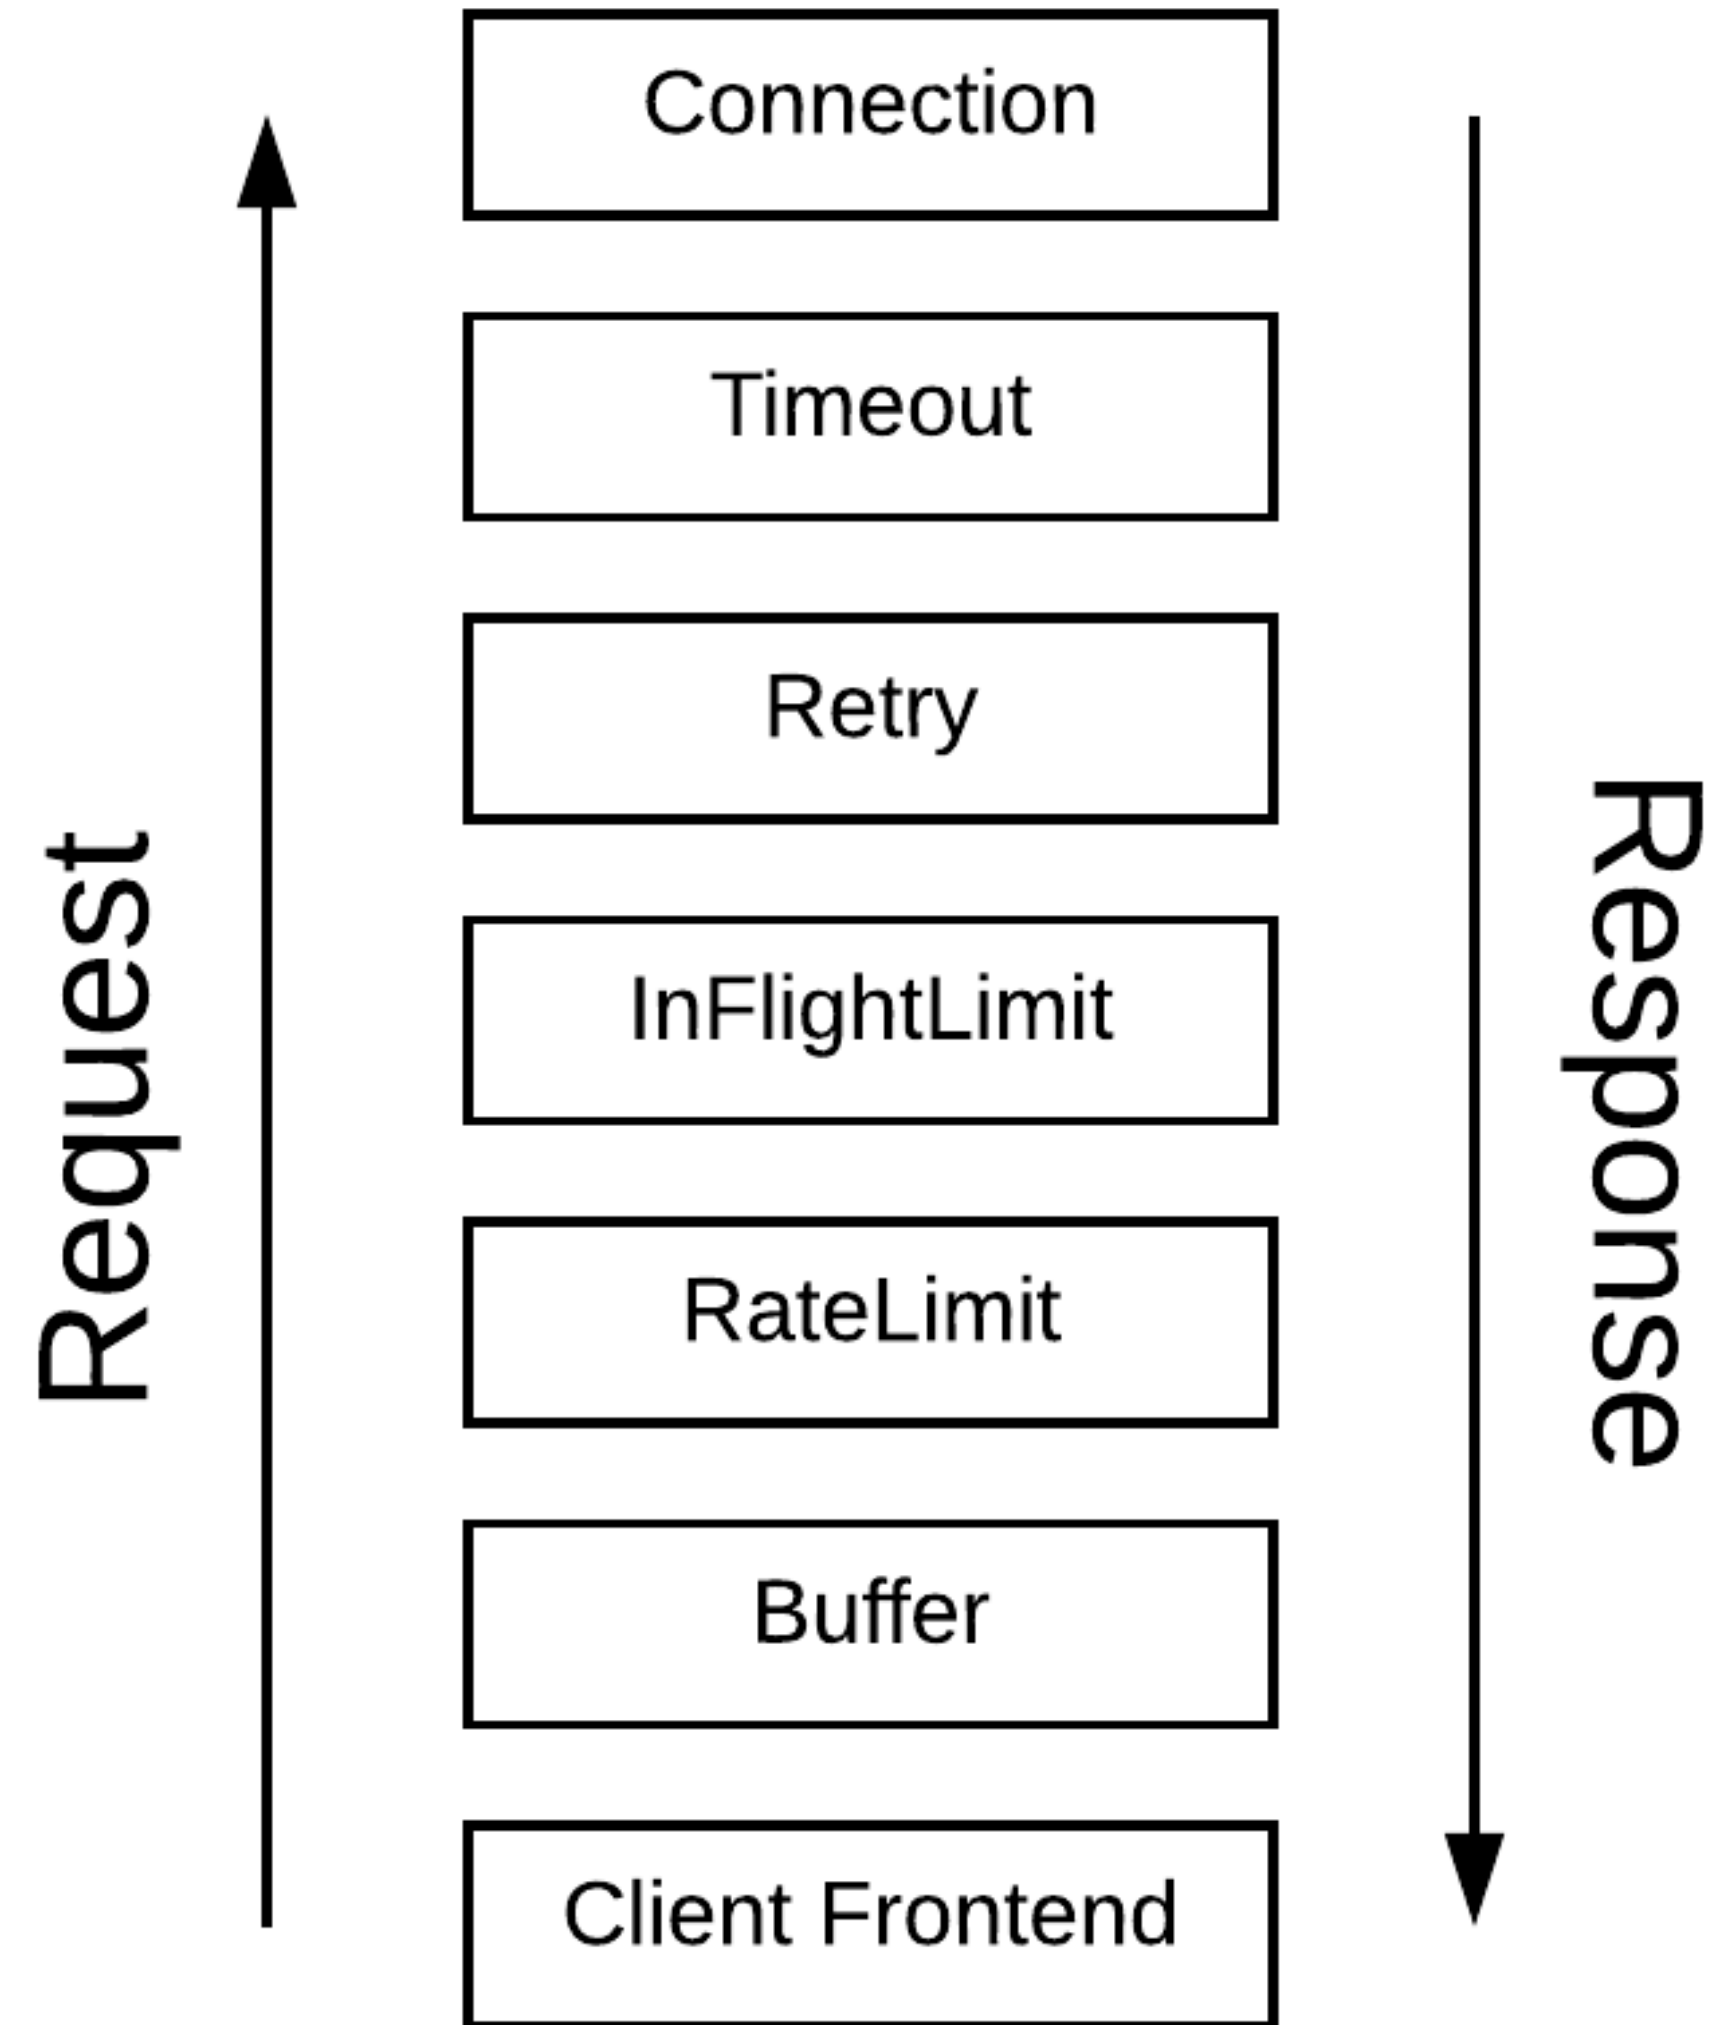 Connection
Timeout
Retry
InFlightLimit
RateLimit
Buffer
Client Frontend
Request
Response